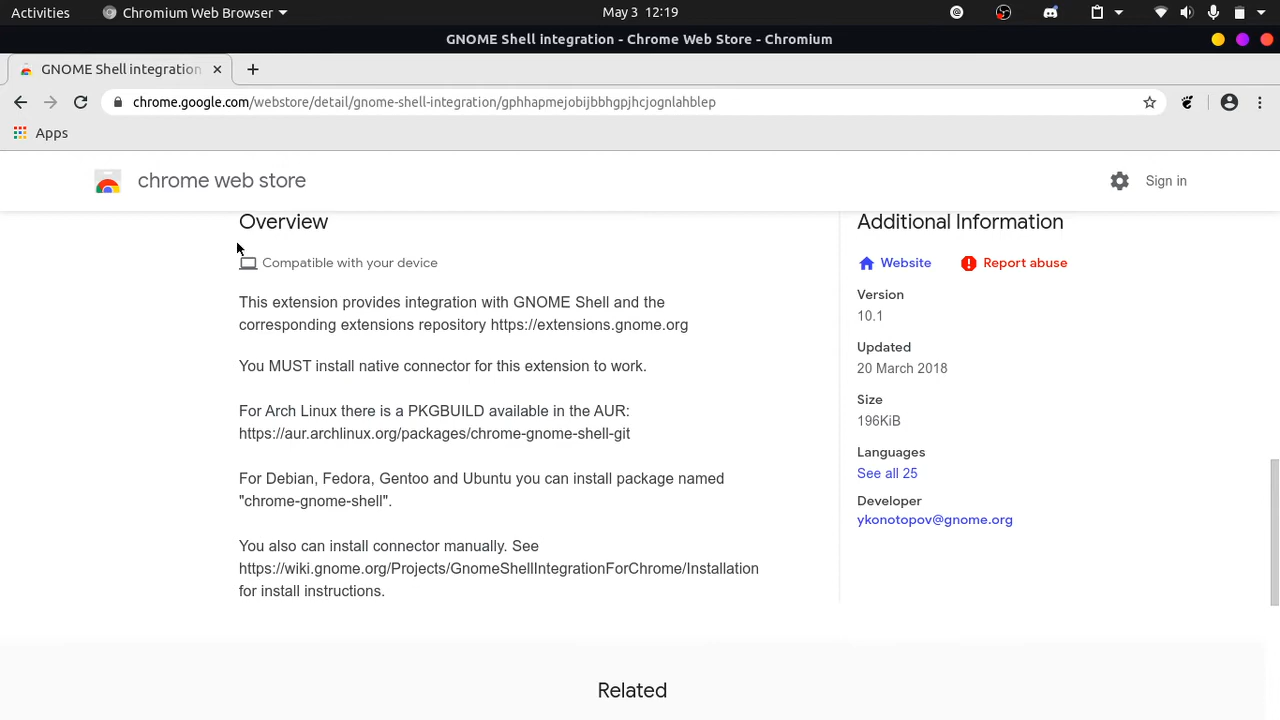 Activities
Chromium Web Browser
May 3 12:19
GNOME Shell integration - Chrome Web Store - Chromium
GNOME Shell integration
chrome.google.com/webstore/detail/gnome-shell-integration/gphhapmejobijbbhgpjhcjognlahblep
Apps
chrome web store
Sign in
Overview
Compatible with your device
This extension provides integration with GNOME Shell and the
corresponding extensions repository https://extensions.gnome.org
You MUST install native connector for this extension to work.
For Arch Linux there is a PKGBUILD available in the AUR:
https://aur.archlinux.org/packages/chrome-gnome-shell-git
For Debian, Fedora, Gentoo and Ubuntu you can install package named
"chrome-gnome-shell".
You also can install connector manually. See
https://wiki.gnome.org/Projects/GnomeShellIntegrationForChrome/Installation
for install instructions.
Additional Information
Website
Report abuse
Version
10.1
Updated
20 March 2018
Size
196KiB
Languages
See all 25
Developer
ykonotopov@gnome.org
Related